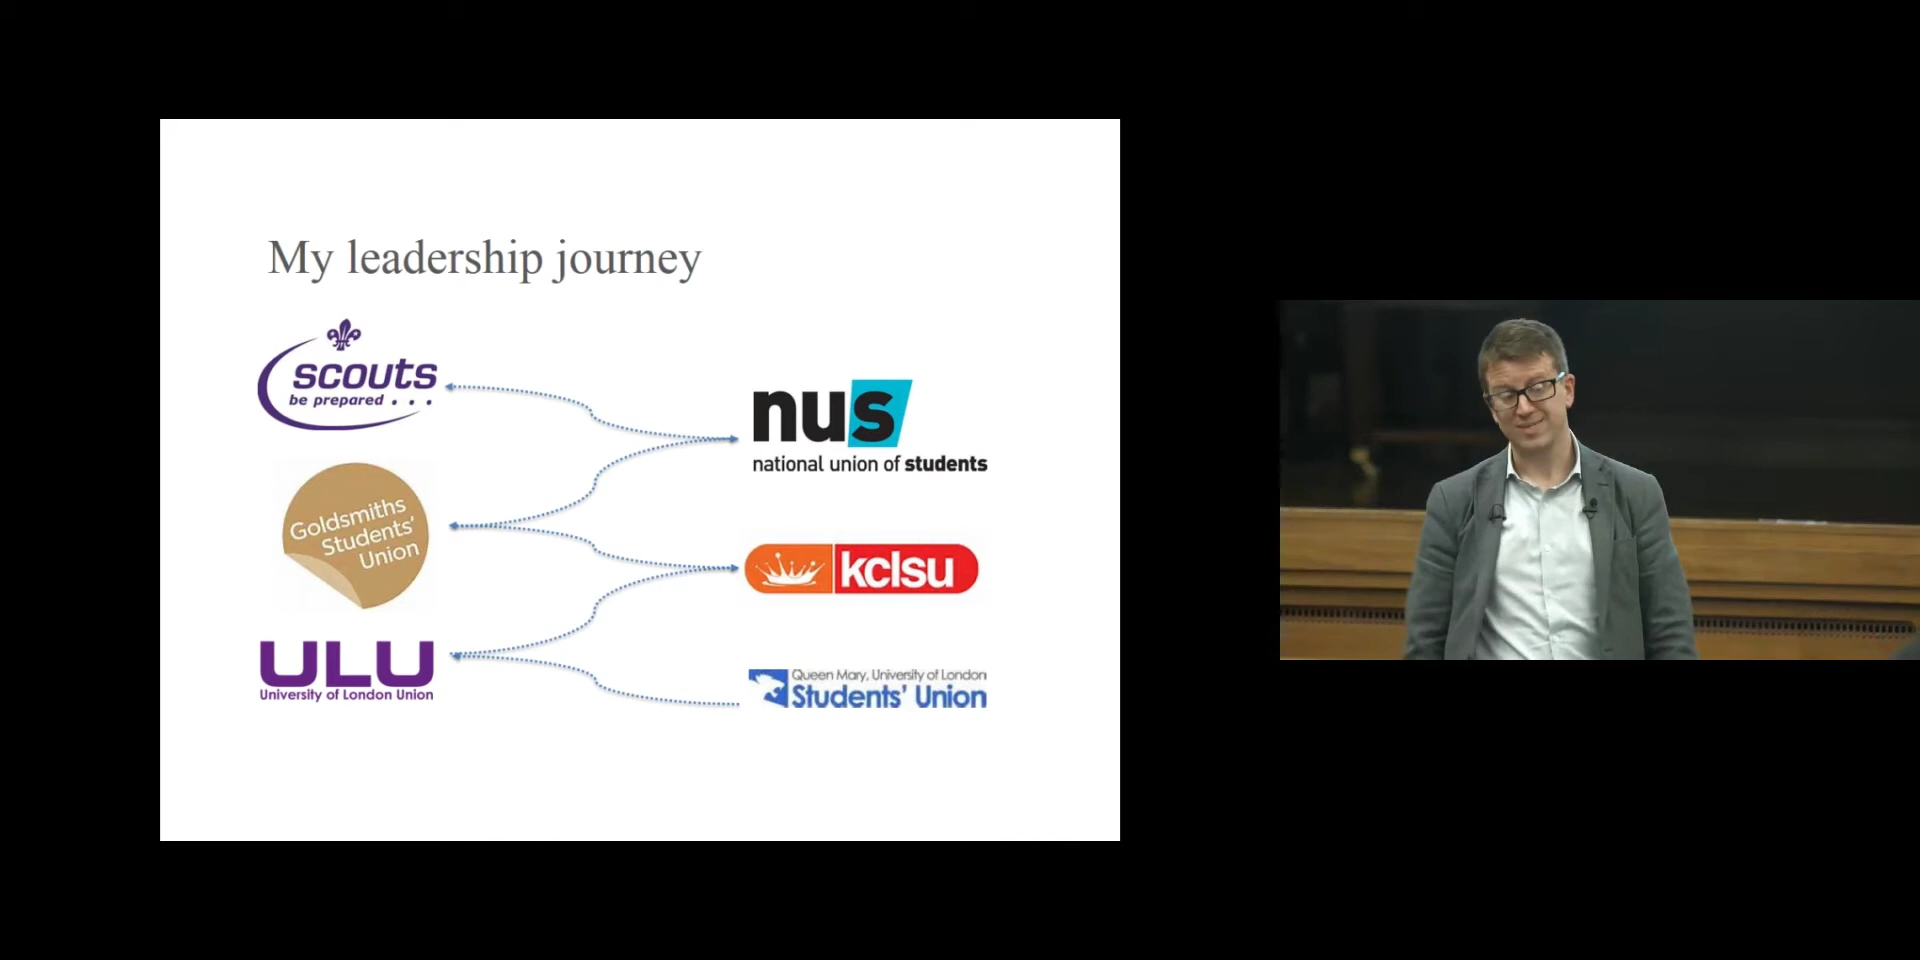 My leadership journey
scouts
be prepared . . .
nus
national union of students
Goldsmiths
Students'
Union
kclsu
ULU
University of London Union
Queen Mary, University of London
Students' Union